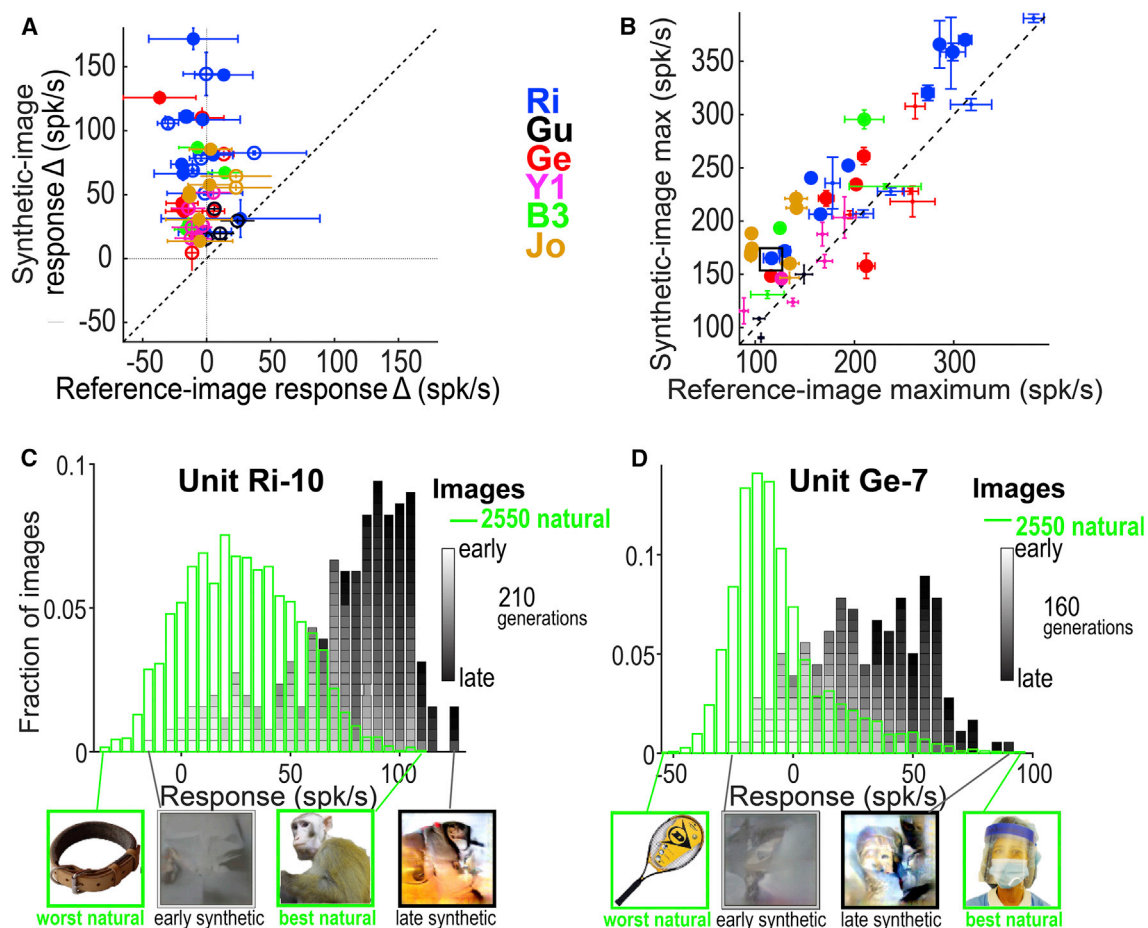 A
Synthetic-image
response Δ (spk/s)
150
100
50
0
-50
-50 0 50 100 150
Reference-image response Δ (spk/s)
Ri
Gu
Ge
Y1
B3
Jo
B
Synthetic-image max (spk/s)
350
300
250
200
150
100
100 200 300
Reference-image maximum (spk/s)
C
Unit Ri-10
Fraction of images
0.1
0.05
0
0 50 100
Response (spk/s)
Images
2550 natural
early
210
generations
late
worst natural
early synthetic
best natural
late synthetic
D
Unit Ge-7
0.1
0.05
0
-50 0 50 100
Response (spk/s)
Images
2550 natural
early
160
generations
late
worst natural
early synthetic
late synthetic
best natural